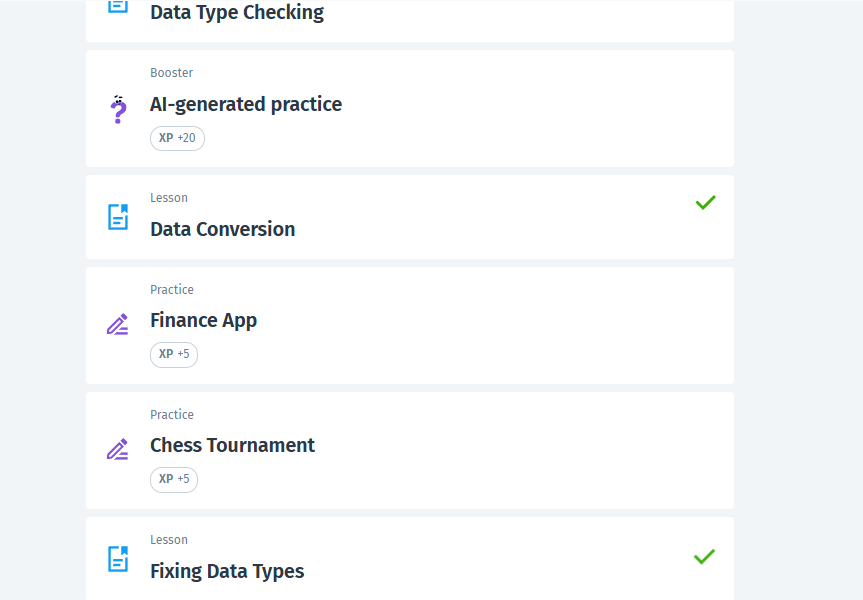 Data Type Checking
Booster
AI-generated practice
XP +20
Lesson
Data Conversion
Practice
Finance App
XP +5
Practice
Chess Tournament
XP +5
Lesson
Fixing Data Types